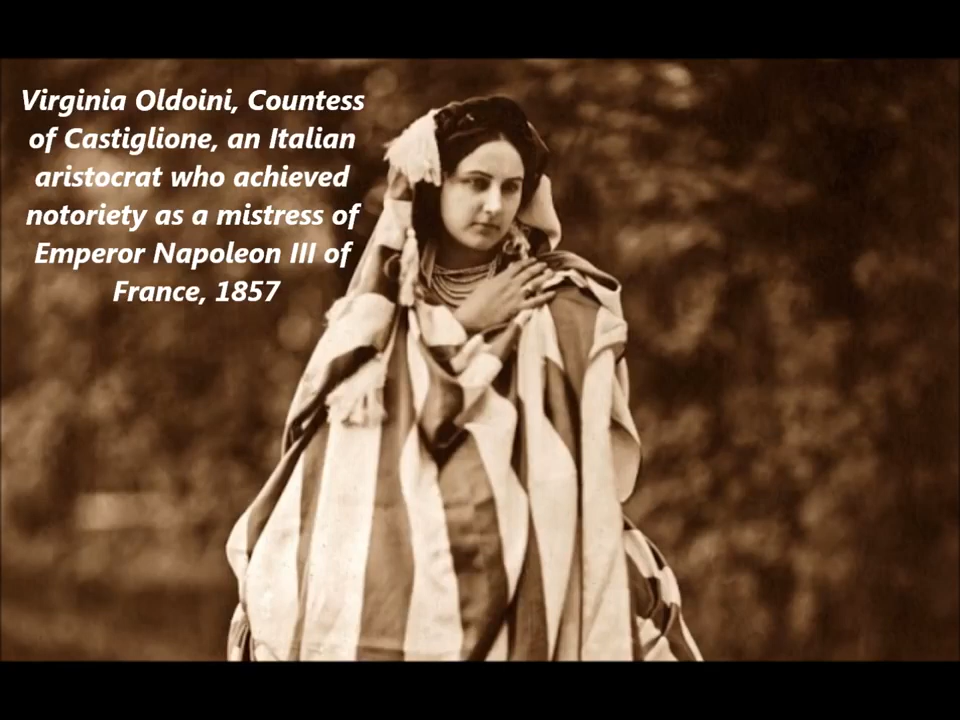 Virginia Oldoini, Countess
of Castiglione, an Italian
aristocrat who achieved
notoriety as a mistress of
Emperor Napoleon III of
France, 1857